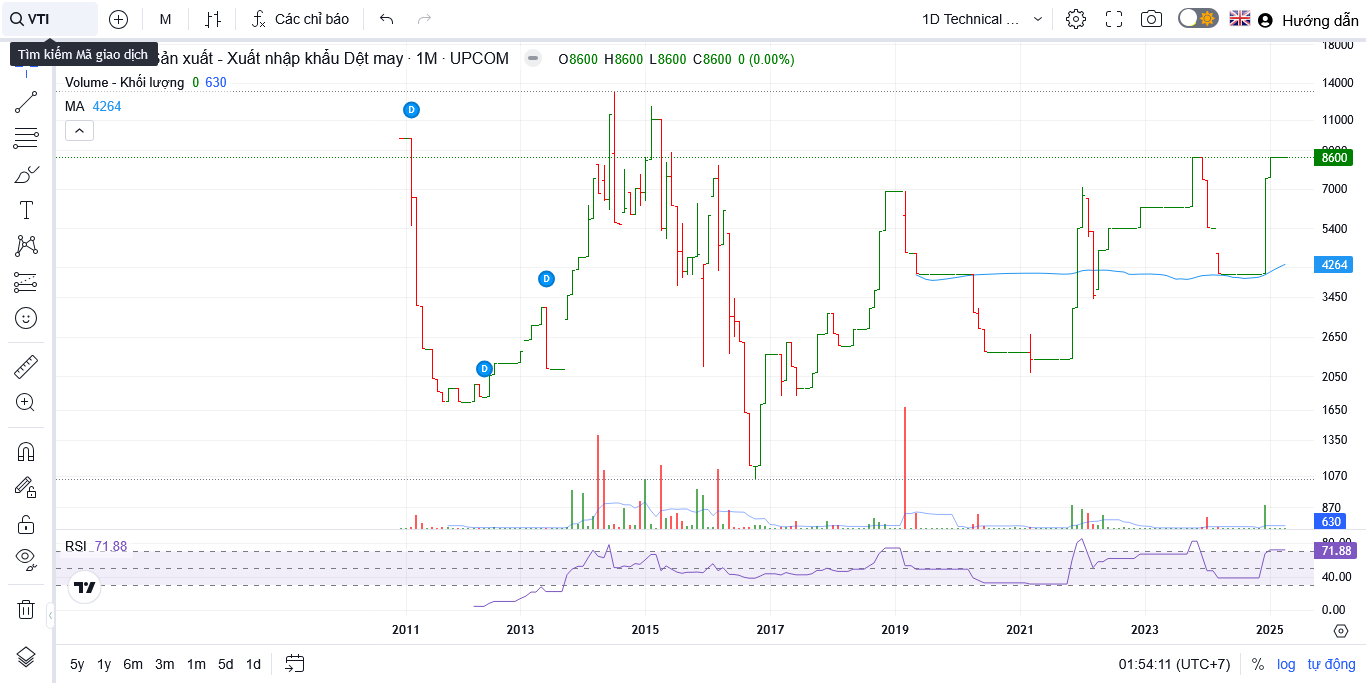 VTI
M
Các chỉ báo
1D Technical ...
Hướng dẫn
Tìm kiếm Mã giao dịch
Sản xuất - Xuất nhập khẩu Dệt may · 1M · UPCOM
O8600 H8600 L8600 C8600 0 (0.00%)
Volume - Khối lượng 0 630
MA 4264
D
D
D
18000
14000
11000
8600
7000
5400
4264
3450
2650
2050
1650
1350
1070
870
630
RSI 71.88
80.00
71.88
40.00
0.00
2011 2013 2015 2017 2019 2021 2023 2025
5y 1y 6m 3m 1m 5d 1d
01:54:11 (UTC+7) % log tự động